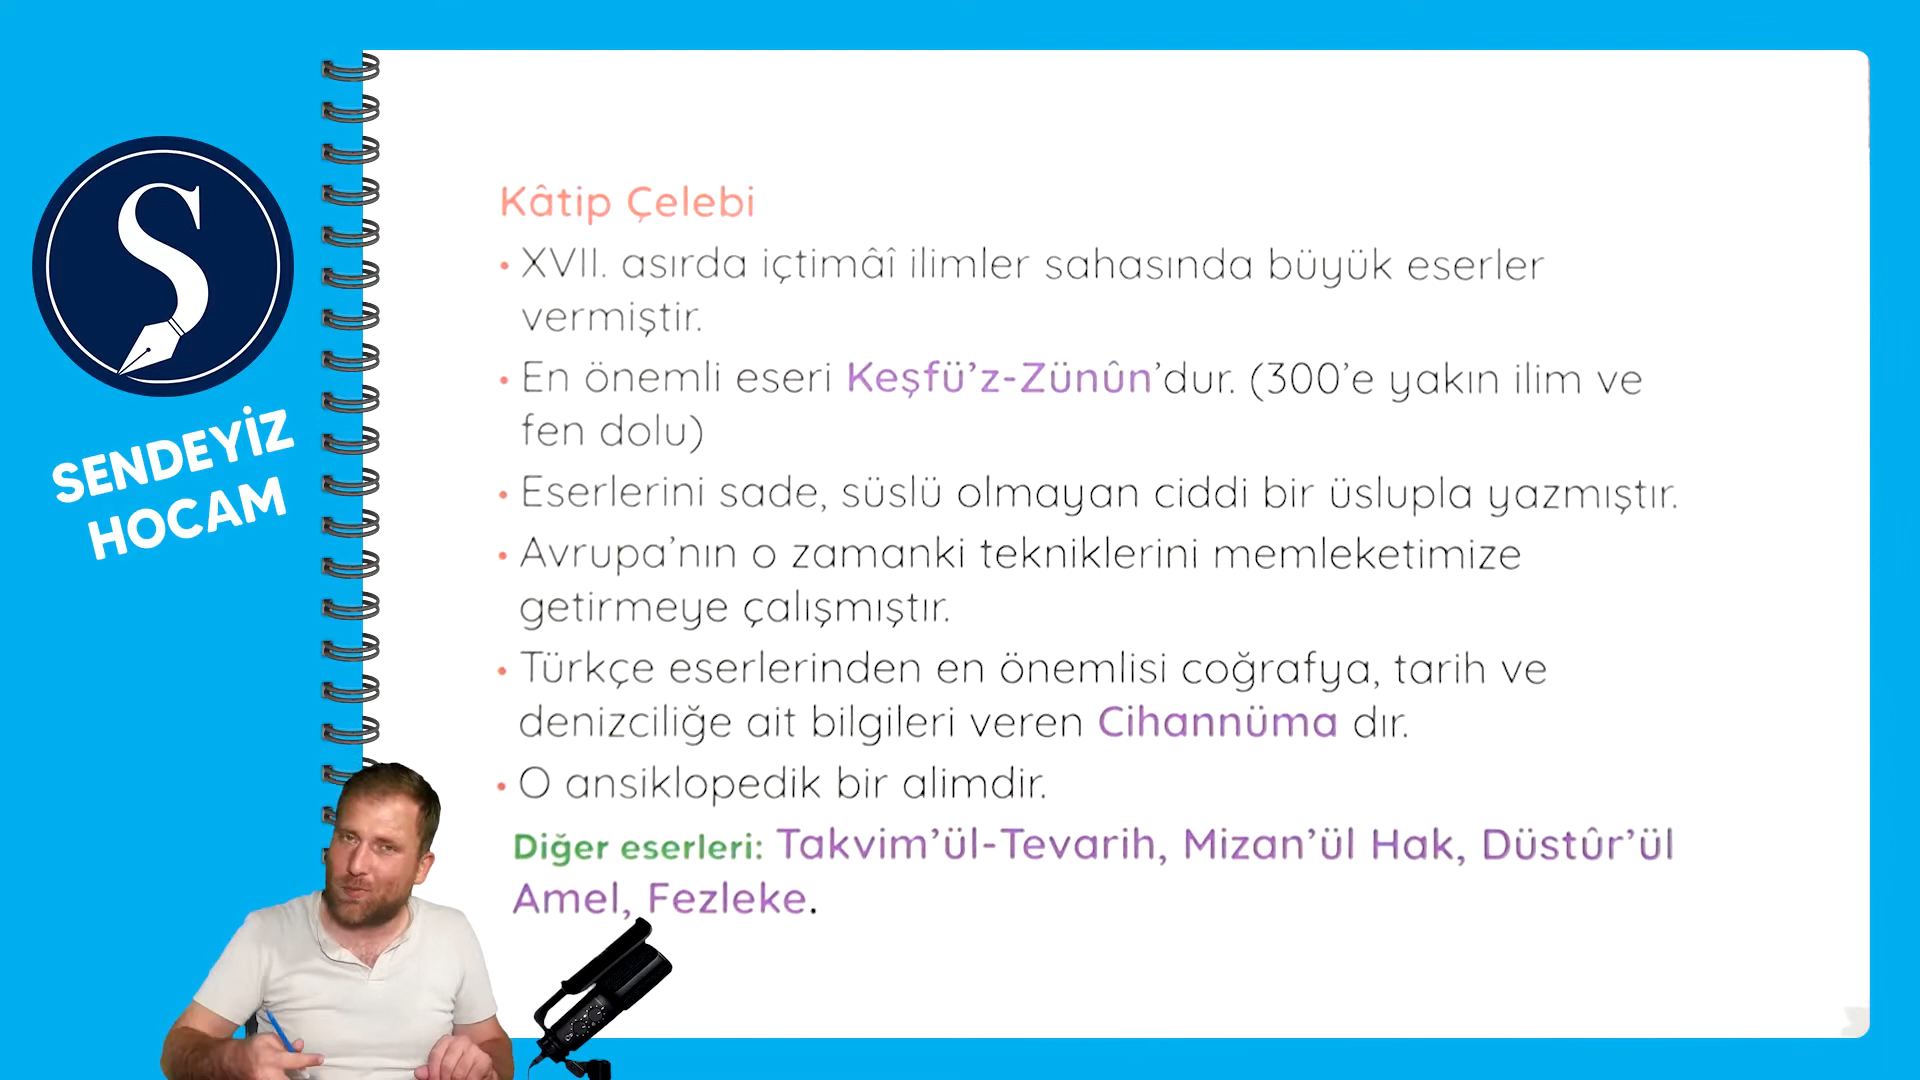 SENDEYİZ
HOCAM
Kâtip Çelebi
• XVII. asırda içtimâî ilimler sahasında büyük eserler
vermiştir.
• En önemli eseri Keşfü’z-Zünûn’dur. (300’e yakın ilim ve
fen dolu)
• Eserlerini sade, süslü olmayan ciddi bir üslupla yazmıştır.
• Avrupa’nın o zamanki tekniklerini memleketimize
getirmeye çalışmıştır.
• Türkçe eserlerinden en önemlisi coğrafya, tarih ve
denizciliğe ait bilgileri veren Cihannüma dır.
• O ansiklopedik bir alimdir.
Diğer eserleri: Takvim’ül-Tevarih, Mizan’ül Hak, Düstûr’ül
Amel, Fezleke.